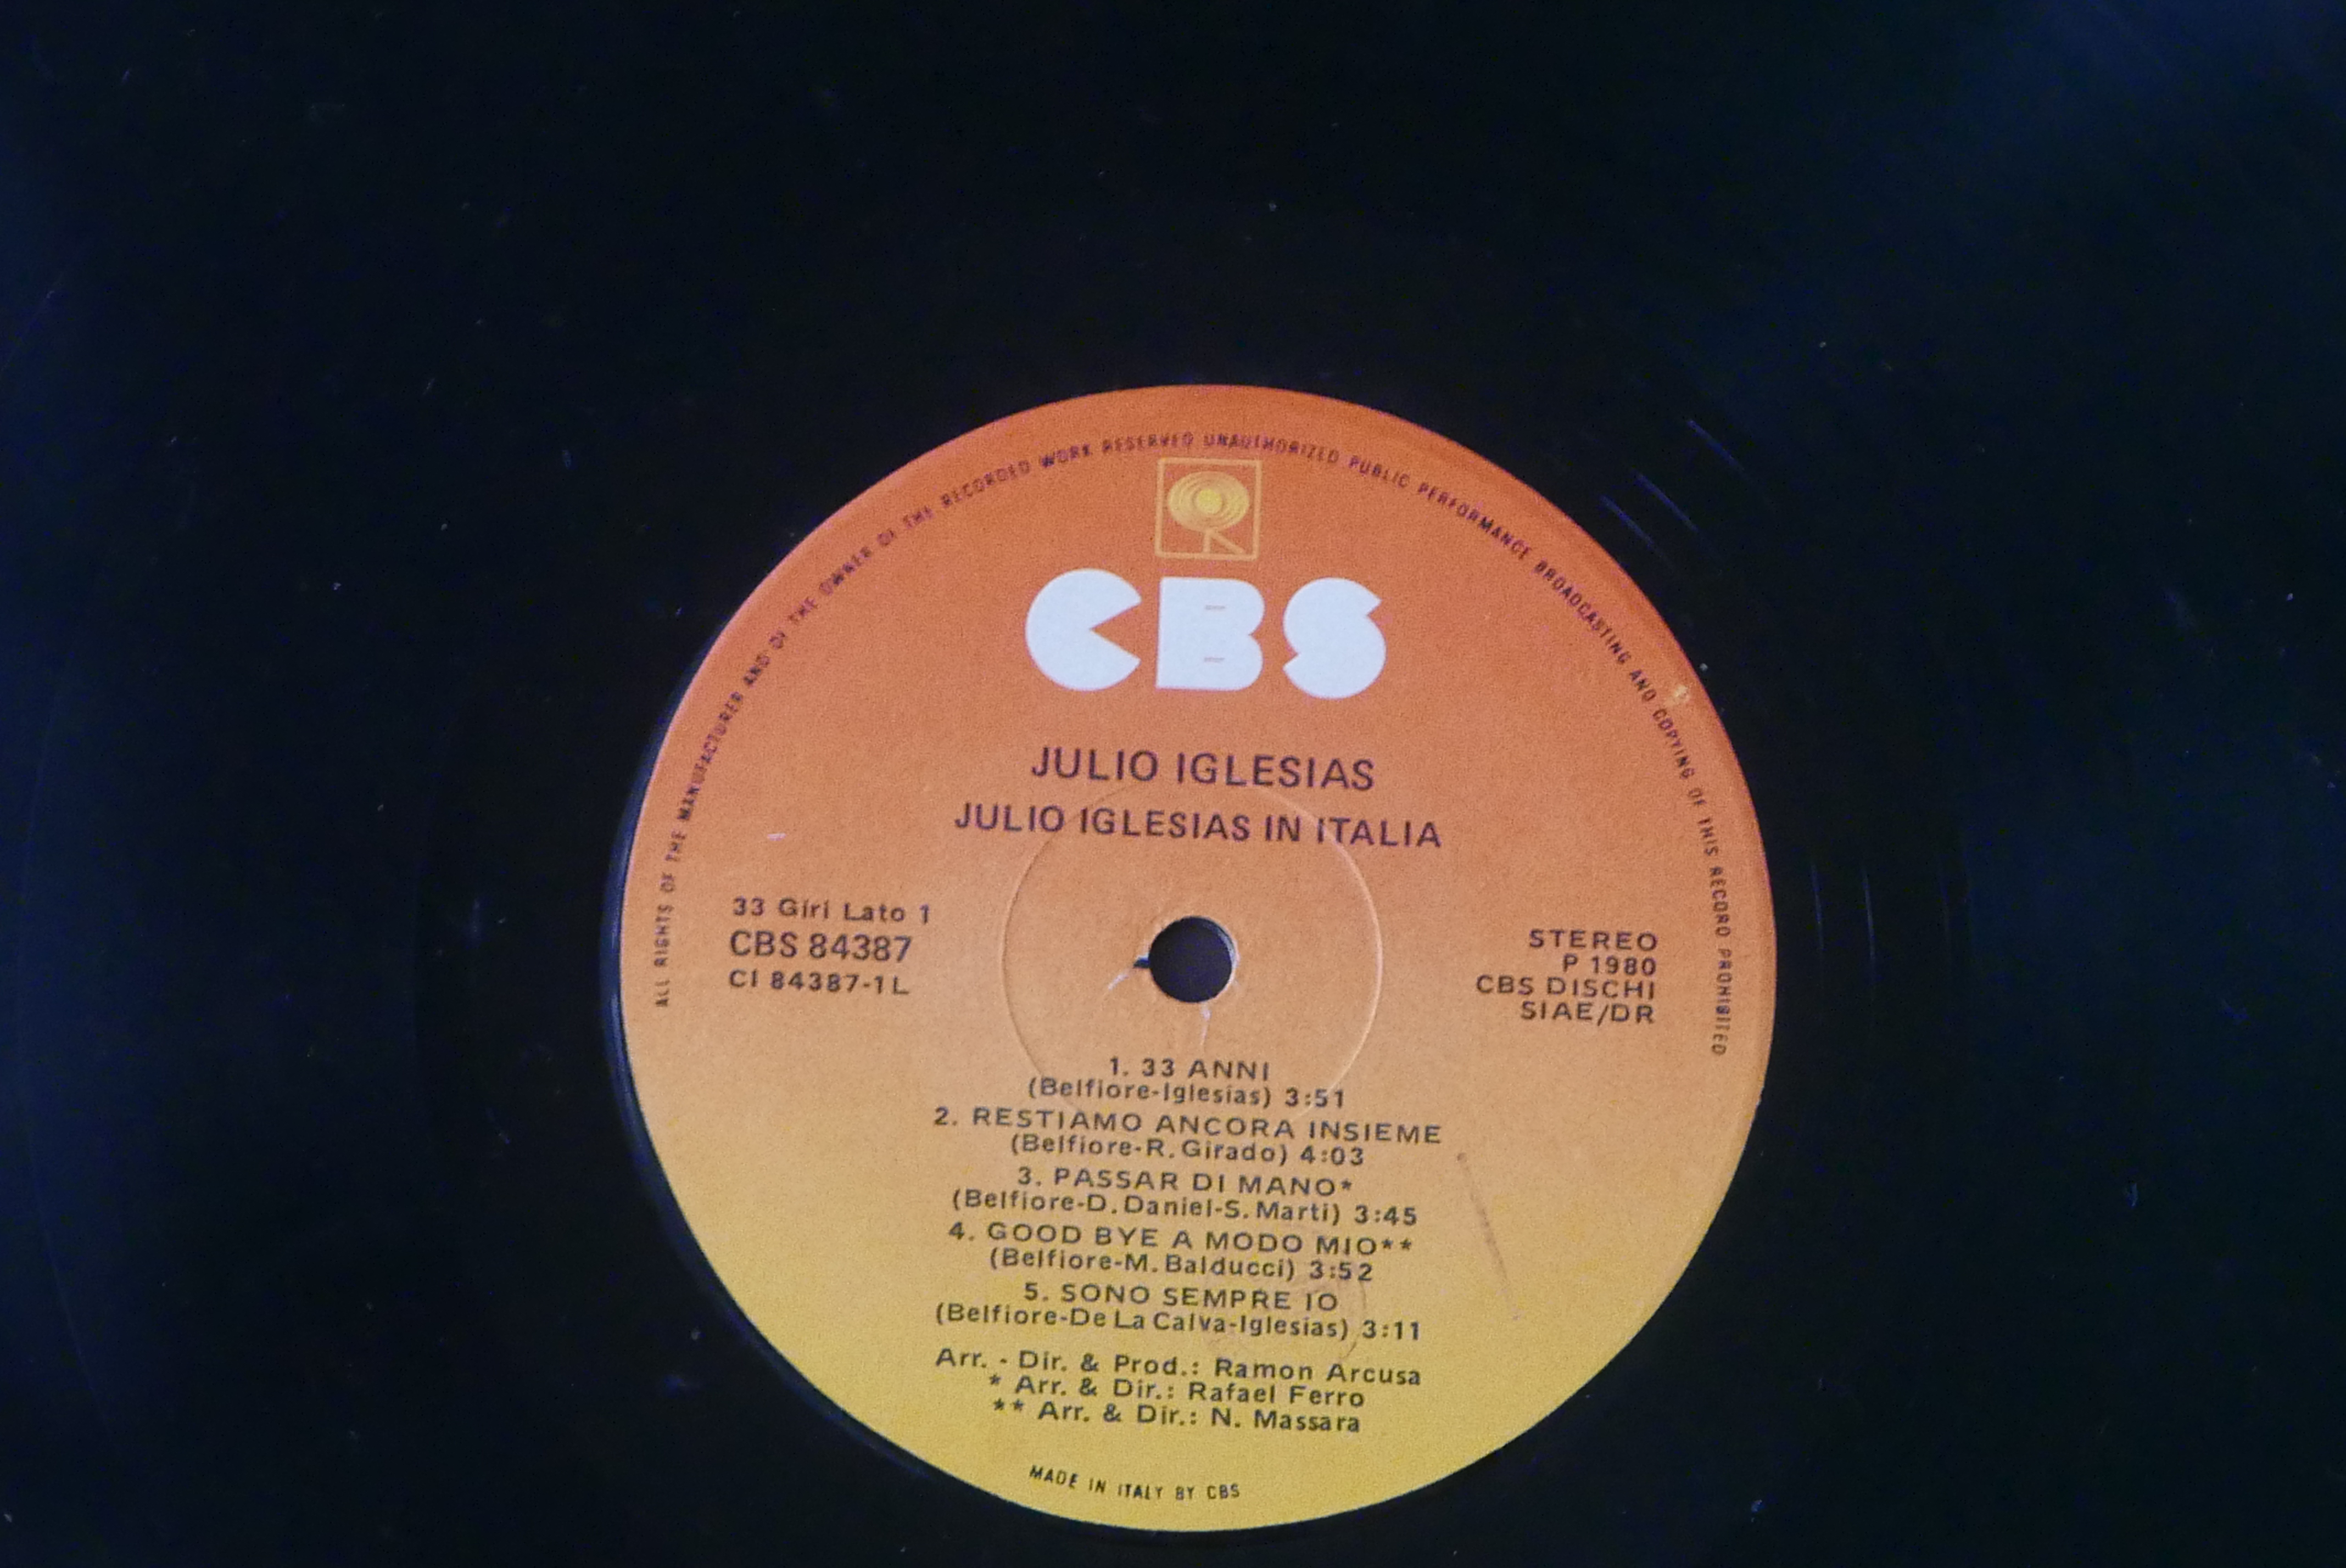 ALL RIGHTS OF THE MANUFACTURER AND OF THE OWNER OF THE RECORDED WORK RESERVED UNAUTHORIZED PUBLIC PERFORMANCE BROADCASTING AND COPYING OF THIS RECORD PROHIBITED
CBS
JULIO IGLESIAS
JULIO IGLESIAS IN ITALIA
33 Giri Lato 1
CBS 84387
CI 84387-1L
STEREO
P 1980
CBS DISCHI
SIAE/DR
1. 33 ANNI
(Belfiore-Iglesias) 3:51
2. RESTIAMO ANCORA INSIEME
(Belfiore-R. Girado) 4:03
3. PASSAR DI MANO*
(Belfiore-D. Daniel-S. Marti) 3:45
4. GOOD BYE A MODO MIO**
(Belfiore-M. Balducci) 3:52
5. SONO SEMPRE IO
(Belfiore-De La Calva-Iglesias) 3:11
Arr. - Dir. & Prod.: Ramon Arcusa
* Arr. & Dir.: Rafael Ferro
** Arr. & Dir.: N. Massara
MADE IN ITALY BY CBS